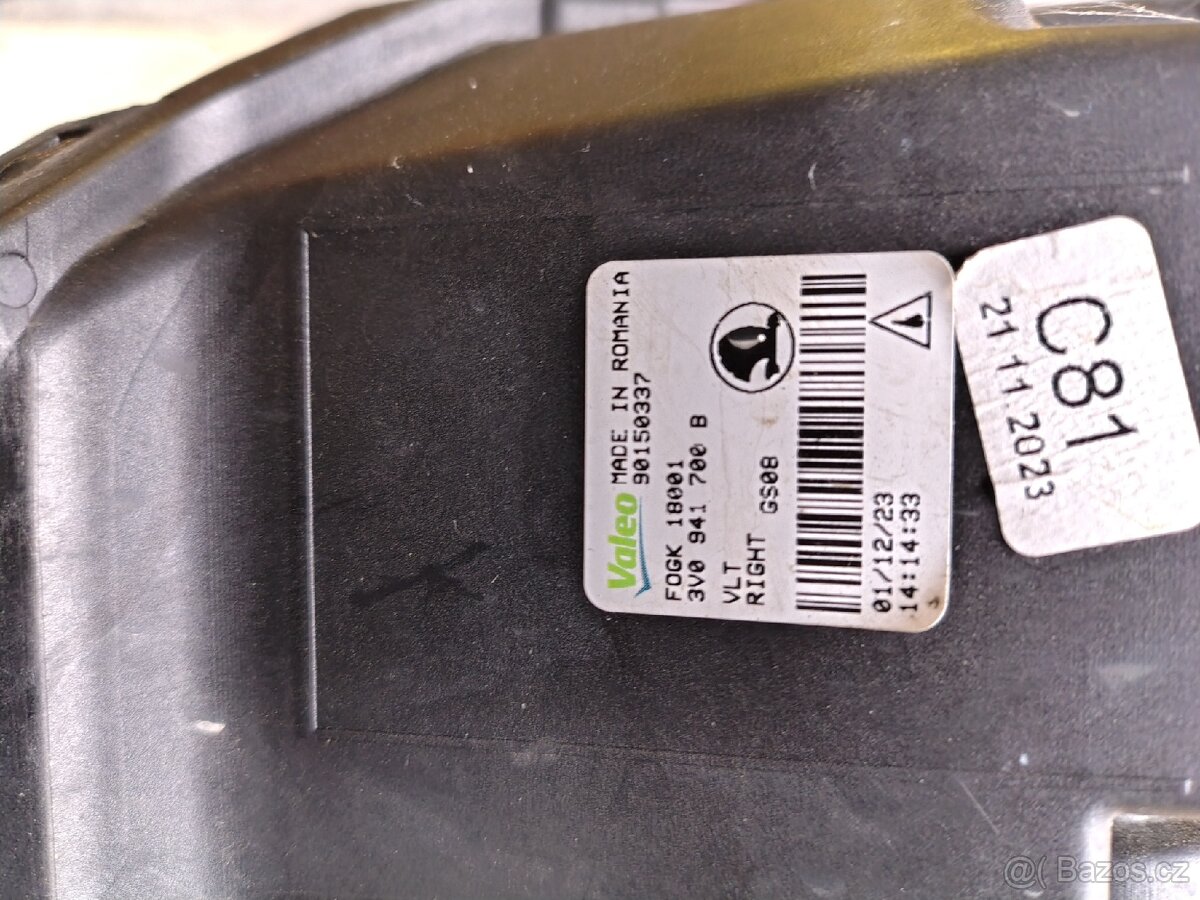 Valeo MADE IN ROMANIA
90150337
FOGK 18001
3V0 941 700 B
VLT
RIGHT GS08
01/12/23
14:14:33
C81
21 11.2023
@( Bazos.cz